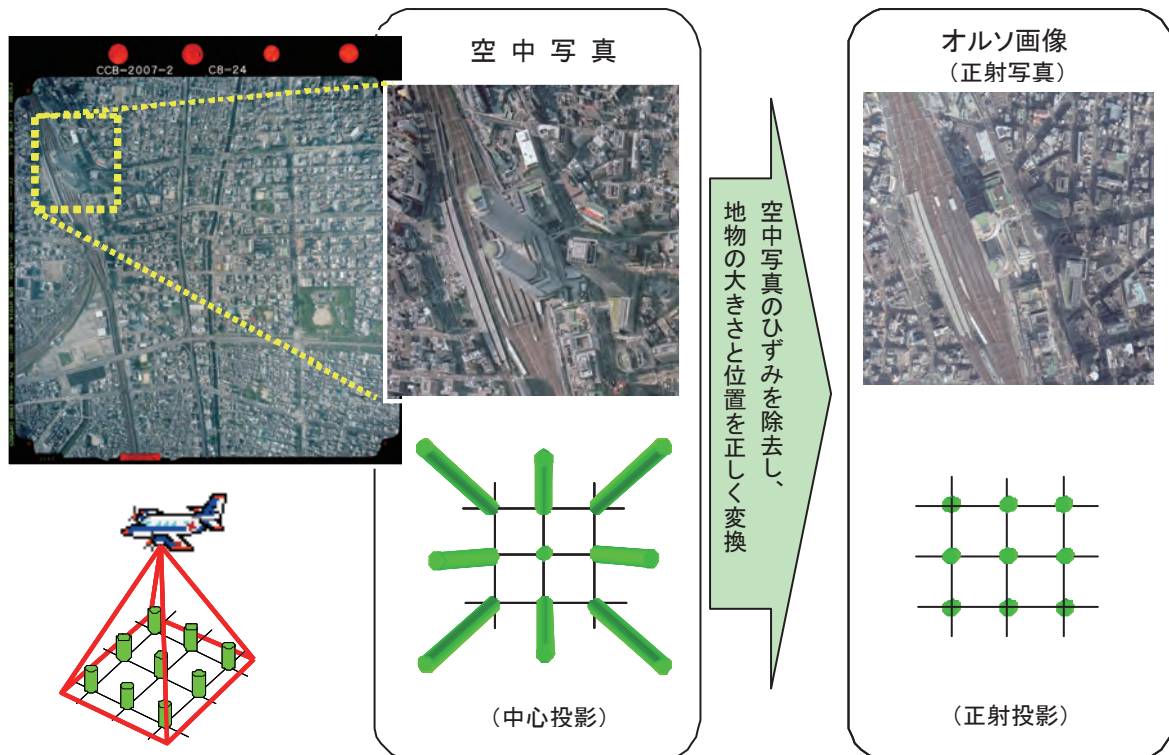 CCB-2007-2 C8-24
空中写真
オルソ画像
(正射写真)
空中写真のひずみを除去し、
地物の大きさと位置を正しく変換
(中心投影)
(正射投影)